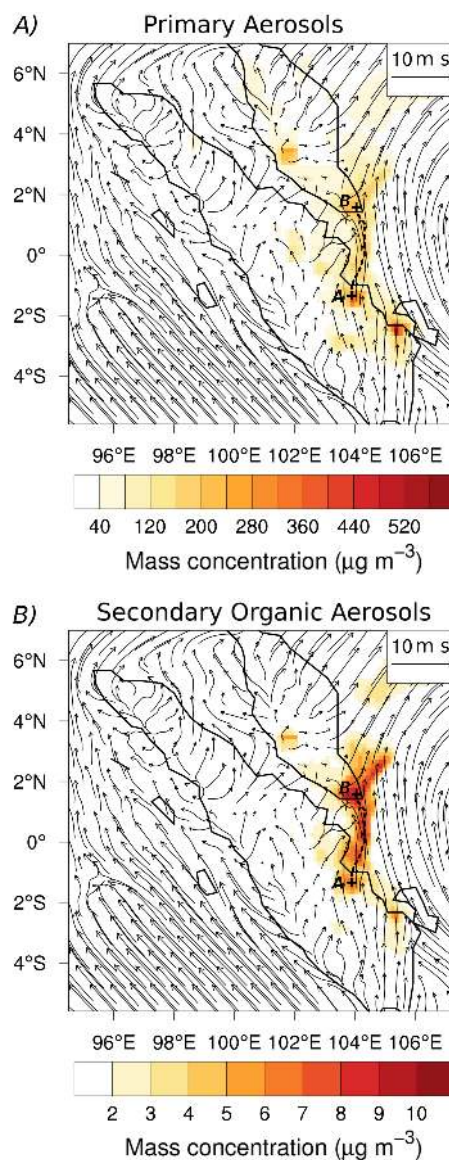 A) Primary Aerosols
10 m s
6°N
4°N
2°N
B
0°
A
2°S
4°S
96°E 98°E 100°E 102°E 104°E 106°E
40 120 200 280 360 440 520
Mass concentration (µg m⁻³)
B) Secondary Organic Aerosols
10 m s
6°N
4°N
2°N
B
0°
A
2°S
4°S
96°E 98°E 100°E 102°E 104°E 106°E
2 3 4 5 6 7 8 9 10
Mass concentration (µg m⁻³)